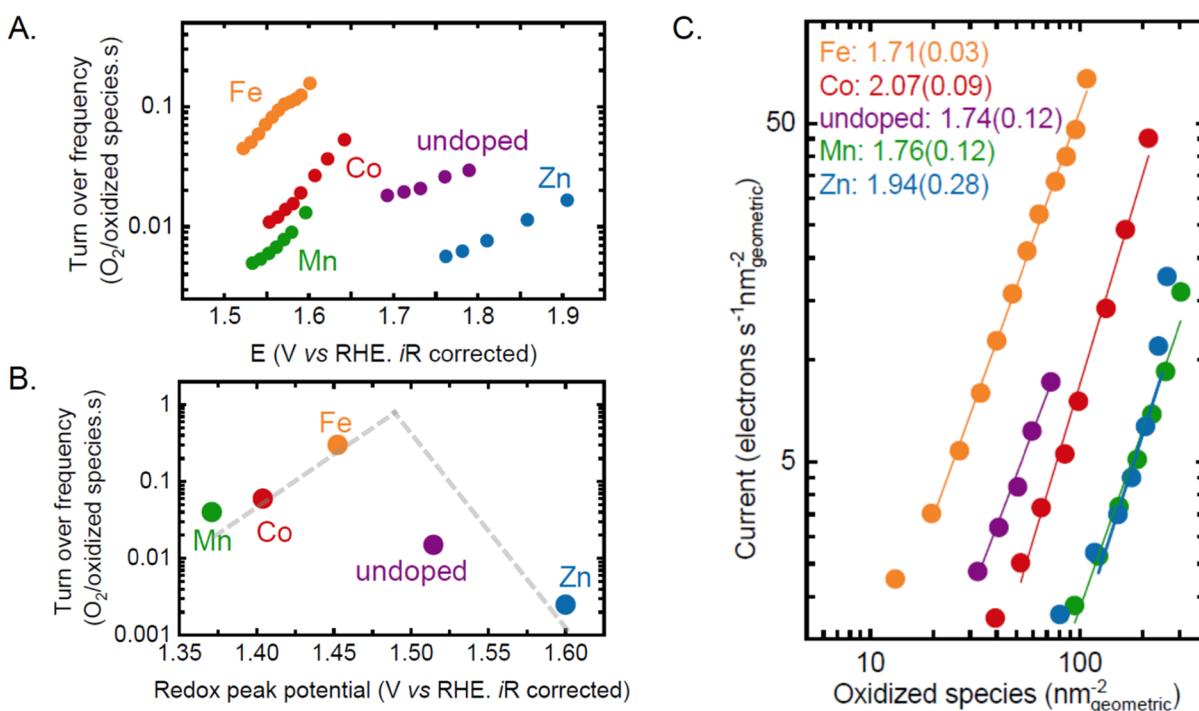 A.
Turn over frequency
(O₂/oxidized species.s)
0.1
0.01
Fe
Co
Mn
undoped
Zn
1.5
1.6
1.7
1.8
1.9
E (V vs RHE. iR corrected)
B.
Turn over frequency
(O₂/oxidized species.s)
1
0.1
0.01
0.001
Fe
Mn
Co
undoped
Zn
1.35
1.40
1.45
1.50
1.55
1.60
Redox peak potential (V vs RHE. iR corrected)
C.
Fe: 1.71(0.03)
Co: 2.07(0.09)
undoped: 1.74(0.12)
Mn: 1.76(0.12)
Zn: 1.94(0.28)
Current (electrons s⁻¹nm⁻²geometric)
50
5
10
100
Oxidized species (nm⁻²geometric)